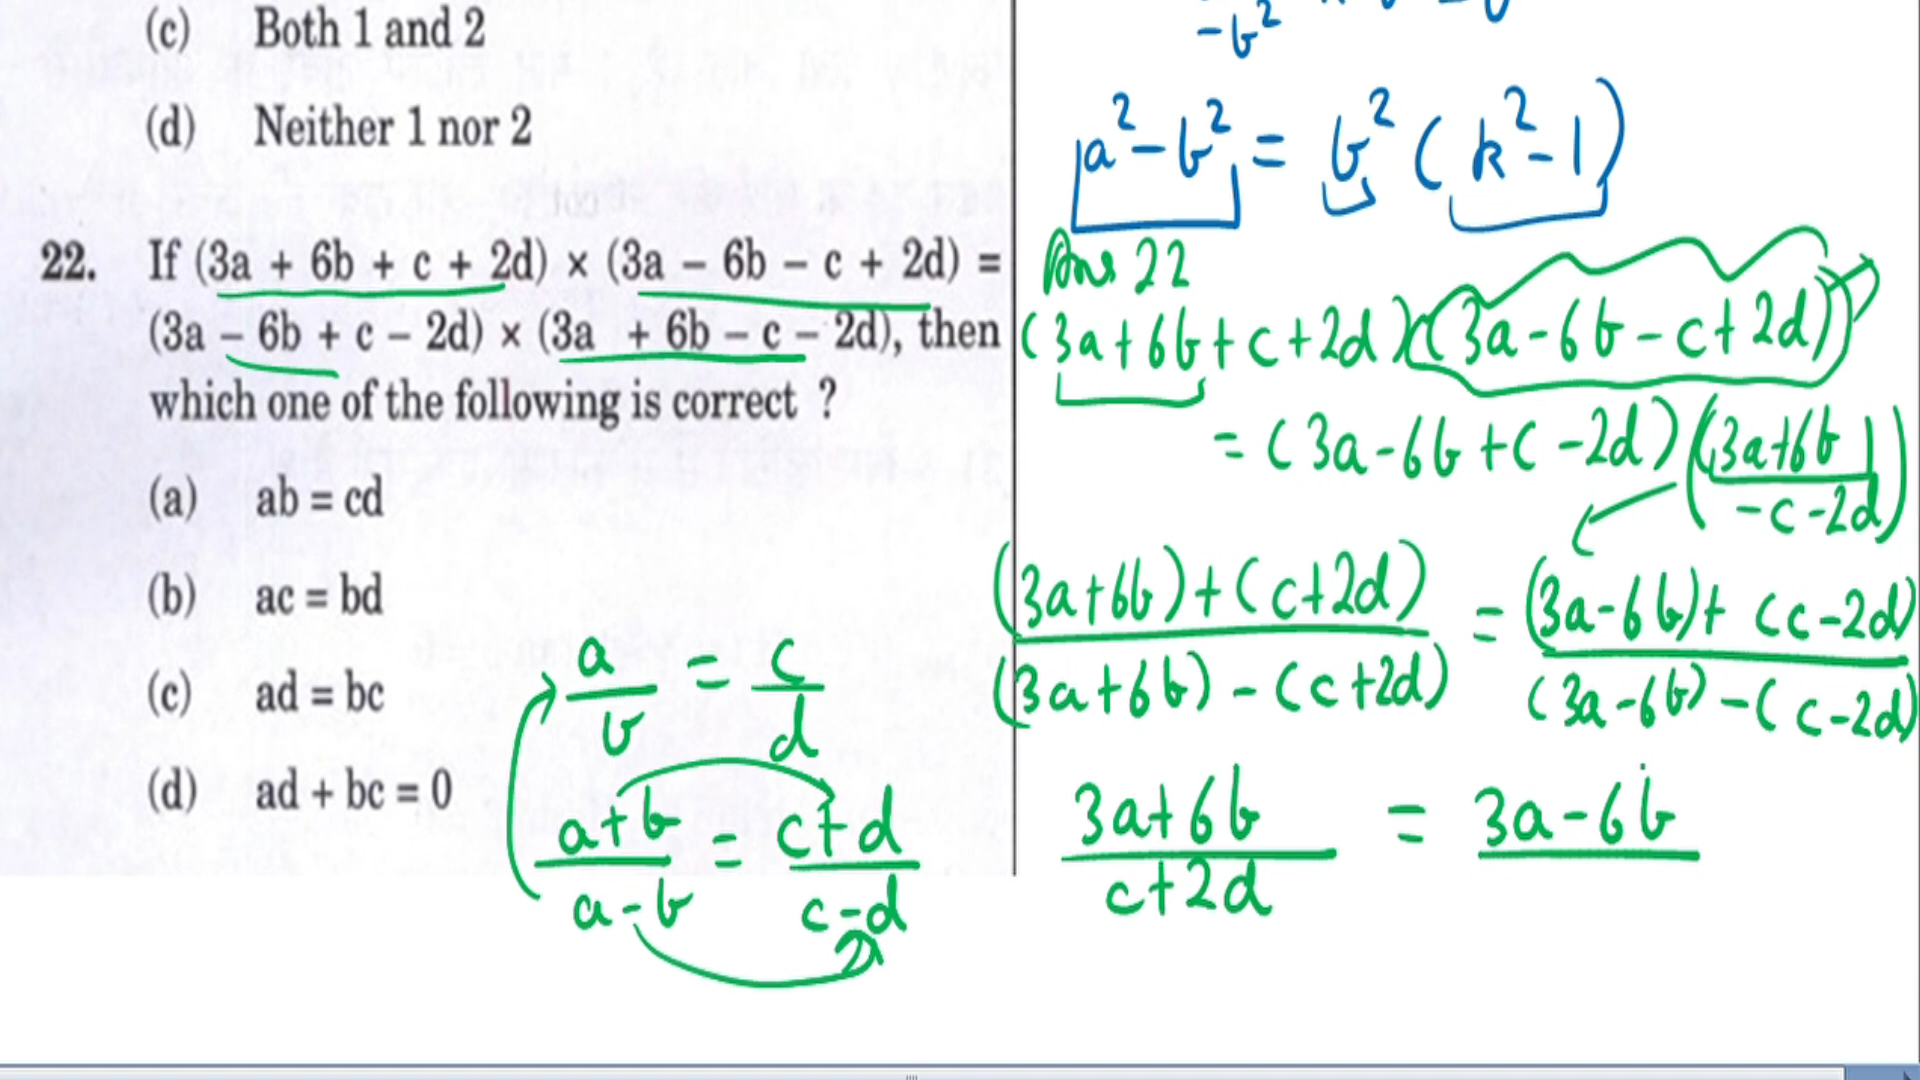 (c) Both 1 and 2
(d) Neither 1 nor 2
22. If (3a + 6b + c + 2d) × (3a – 6b – c + 2d) =
(3a – 6b + c – 2d) × (3a + 6b – c – 2d), then
which one of the following is correct ?
(a) ab = cd
(b) ac = bd
(c) ad = bc
(d) ad + bc = 0
a/b = c/d
a+b/a-b = c+d/c-d
-b²
a²-b² = b²(k²-1)
Ans 22
(3a+6b+c+2d)(3a-6b-c+2d)
= (3a-6b+c-2d)(3a+6b
-c-2d)
(3a+6b)+(c+2d)/(3a+6b)-(c+2d) = (3a-6b)+(c-2d)/(3a-6b)-(c-2d)
3a+6b/c+2d = 3a-6b